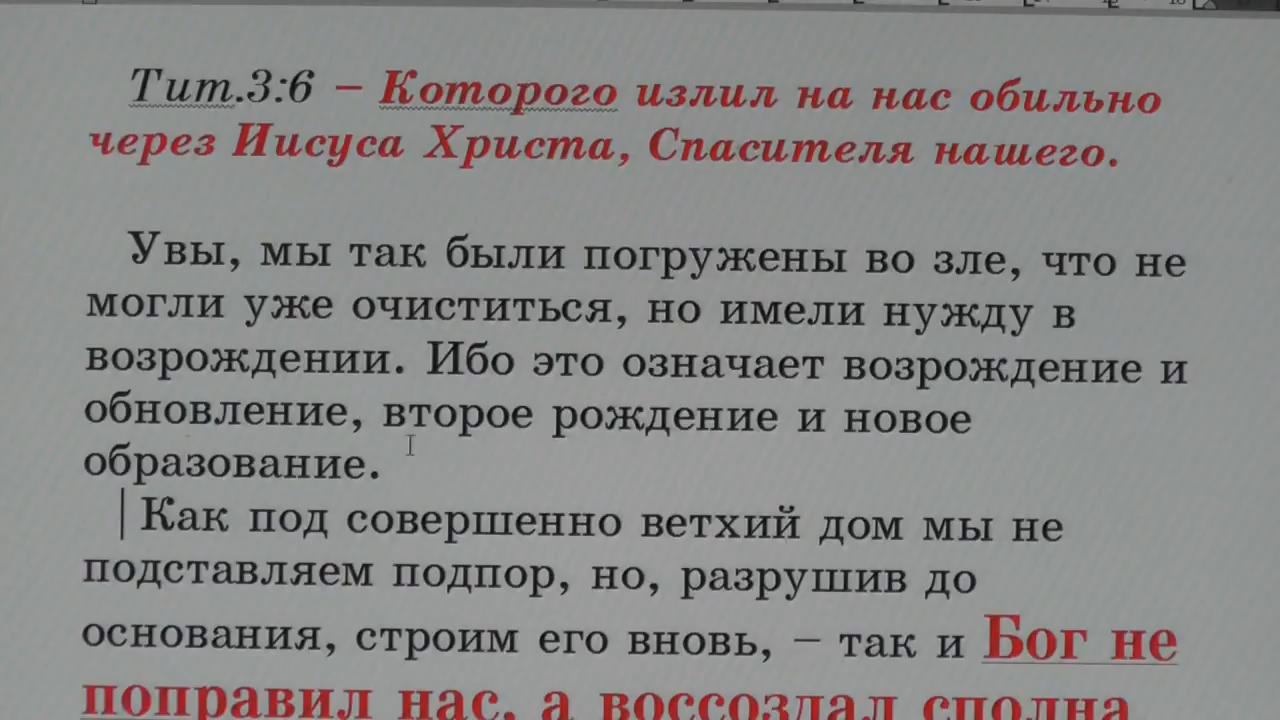 Тит.3:6 – Которого излил на нас обильно
через Иисуса Христа, Спасителя нашего.
Увы, мы так были погружены во зле, что не
могли уже очиститься, но имели нужду в
возрождении. Ибо это означает возрождение и
обновление, второе рождение и новое
образование.
Как под совершенно ветхий дом мы не
подставляем подпор, но, разрушив до
основания, строим его вновь, – так и Бог не
поправил нас, а воссоздал сполна